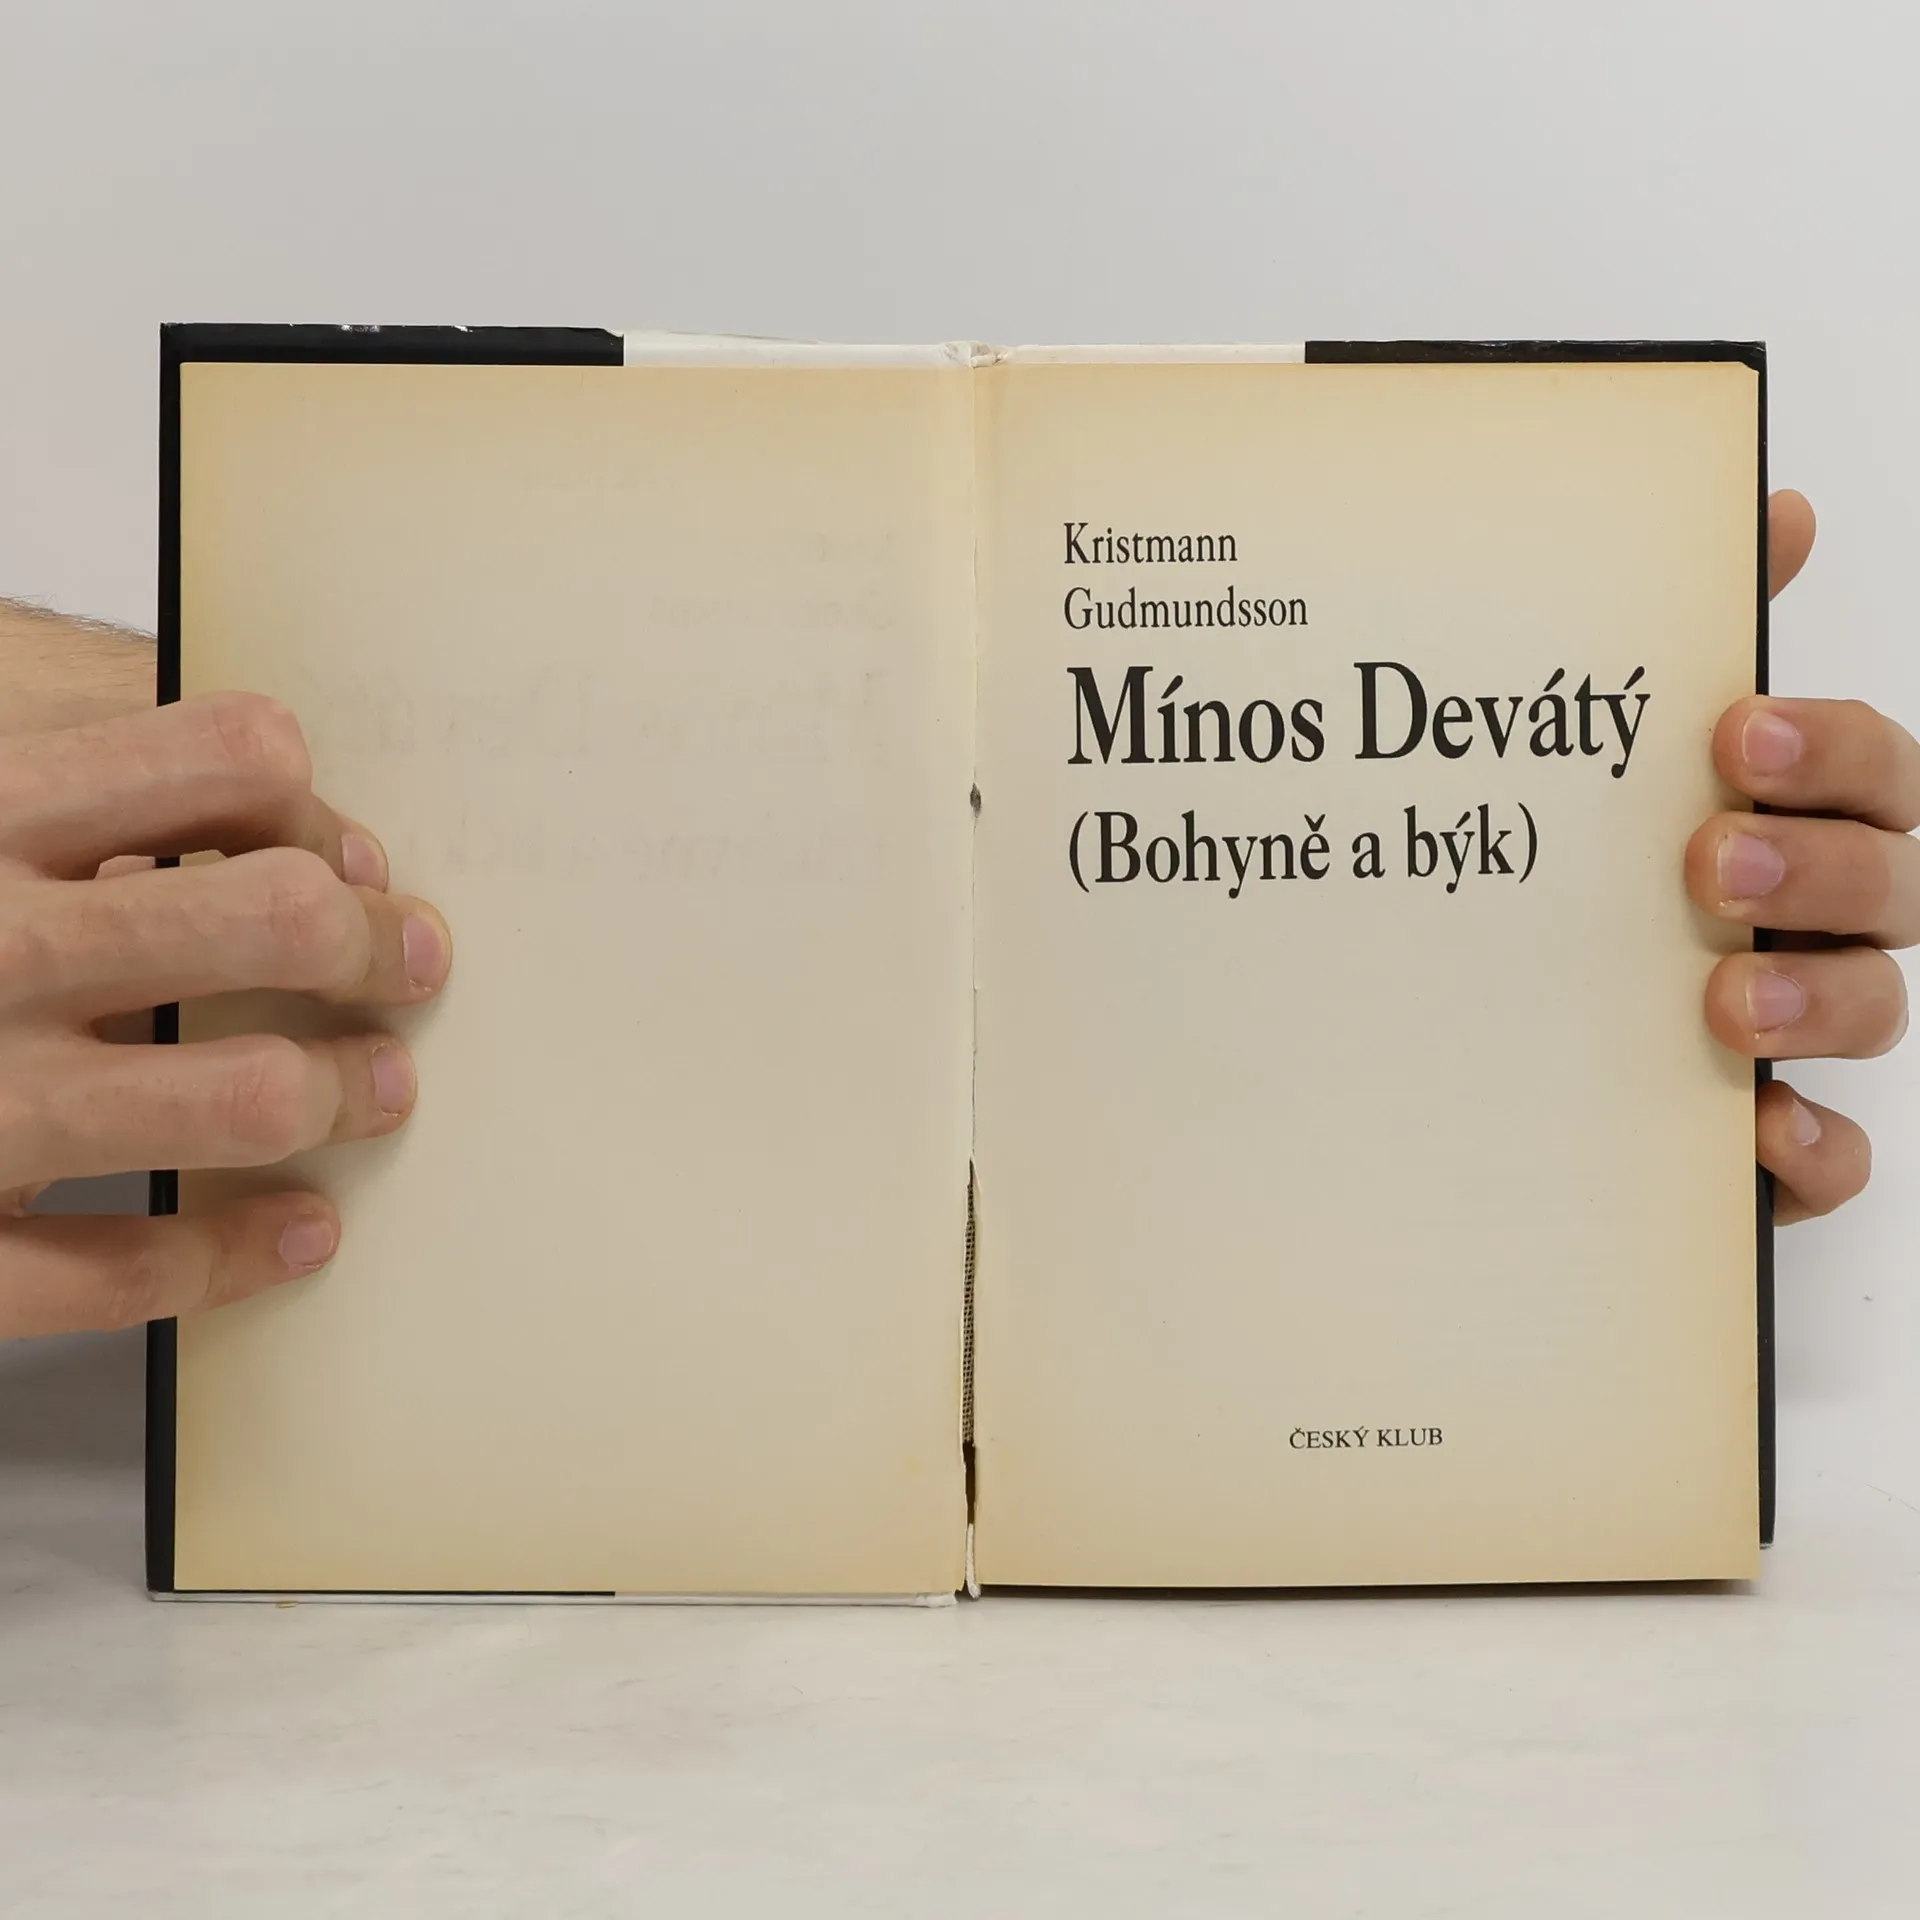 Kristmann
Gudmundsson
Mínos Devátý
(Bohyně a býk)
ČESKÝ KLUB